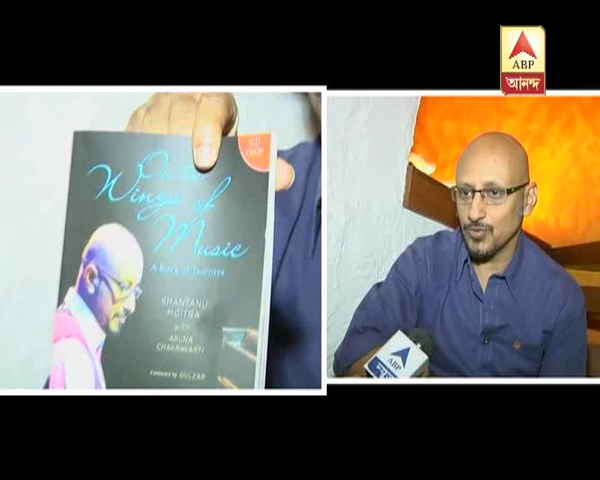 ABP
আনন্দ
On the
Wings of
Music
A Book of Journeys
SHANTANU
MOITRA
with
ARUNA
CHAKRAVARTI
Foreword by GULZAR
ABP